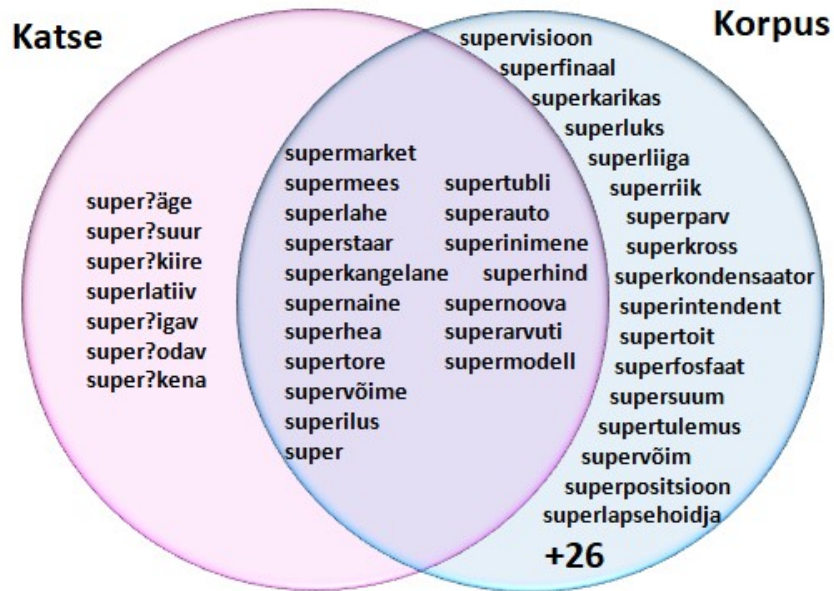 Katse
Korpus
super?äge
super?suur
super?kiire
superlatiiv
super?igav
super?odav
super?kena
supermarket
supermees
superlahe
superstaar
superkangelane
supernaine
superhea
supertore
supervõime
superilus
super
supertubli
superauto
superinimene
superhind
supernoova
superarvuti
supermodell
supervisioon
superfinaal
superkarikas
superluks
superliiga
superriik
superparv
superkross
superkondensaator
superintendent
supertoit
superfosfaat
supersuum
supertulemus
supervõim
superpositsioon
superlapsehoidja
+26